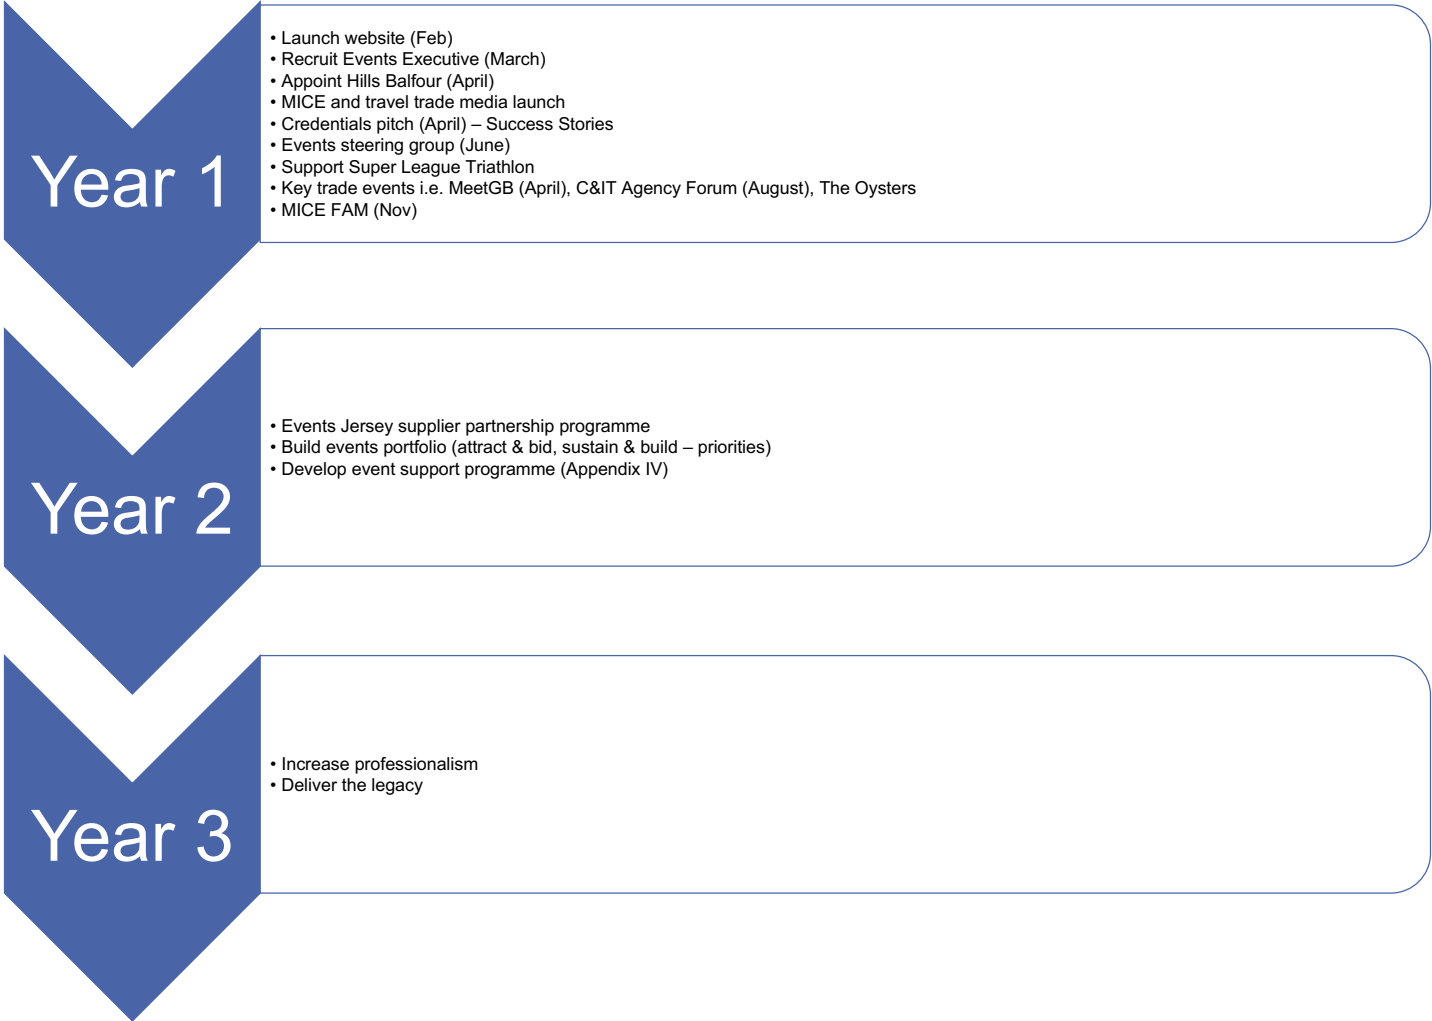 Year 1
• Launch website (Feb)
• Recruit Events Executive (March)
• Appoint Hills Balfour (April)
• MICE and travel trade media launch
• Credentials pitch (April) – Success Stories
• Events steering group (June)
• Support Super League Triathlon
• Key trade events i.e. MeetGB (April), C&IT Agency Forum (August), The Oysters
• MICE FAM (Nov)
Year 2
• Events Jersey supplier partnership programme
• Build events portfolio (attract & bid, sustain & build – priorities)
• Develop event support programme (Appendix IV)
Year 3
• Increase professionalism
• Deliver the legacy